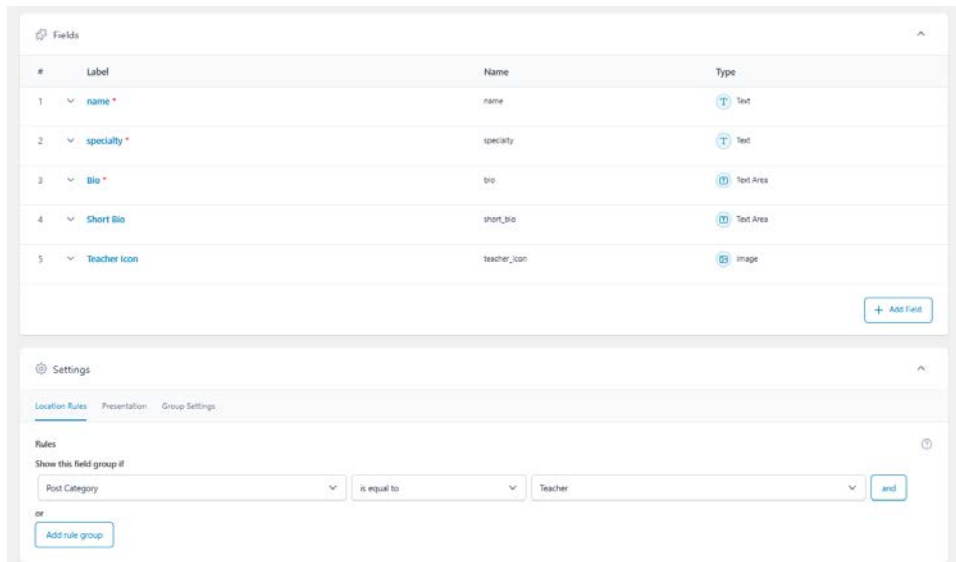 Fields
# Label Name Type
1 name * name Text
2 specialty * specialty Text
3 Bio * bio Text Area
4 Short Bio short_bio Text Area
5 Teacher Icon teacher_icon Image
+ Add Field
Settings
Location Rules Presentation Group Settings
Rules
Show this field group if
Post Category is equal to Teacher and
or
Add rule group